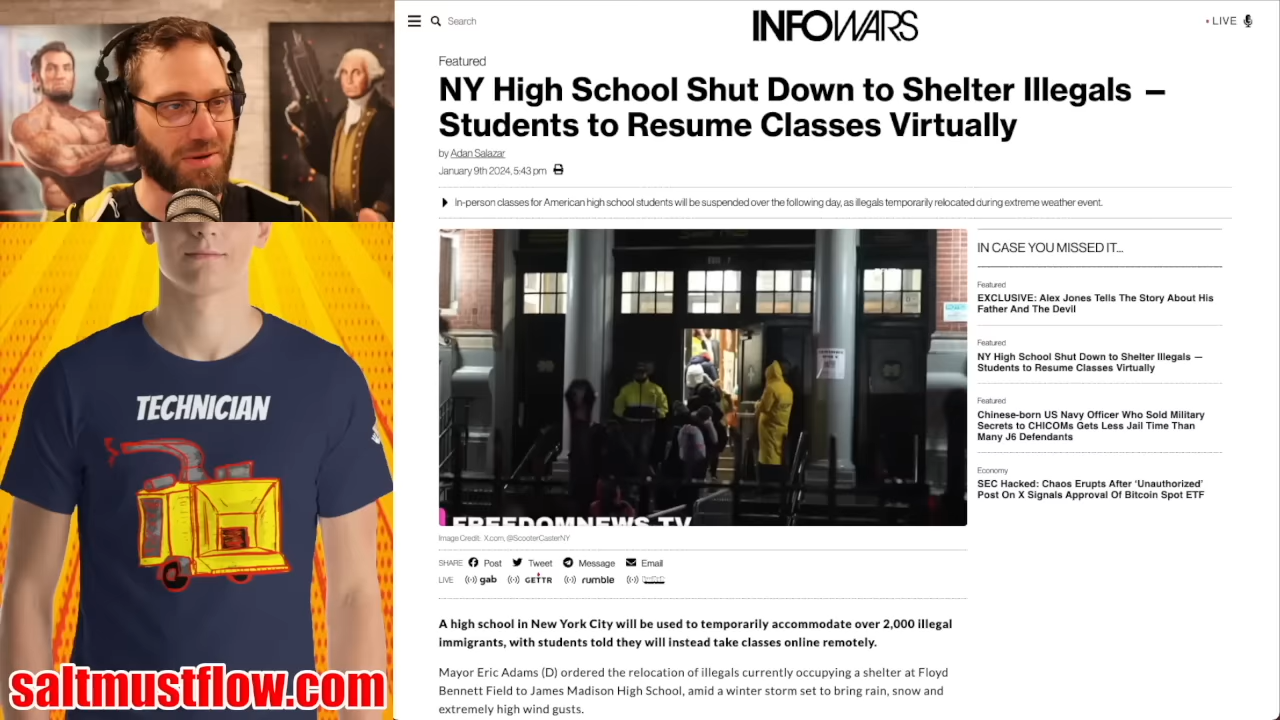 INFOWARS
Search
LIVE
Featured
NY High School Shut Down to Shelter Illegals —
Students to Resume Classes Virtually
by Adan Salazar
January 9th 2024, 5:43 pm
In-person classes for American high school students will be suspended over the following day, as illegals temporarily relocated during extreme weather event.
FREEDOMNEWS.TV
Image Credit: X.com, @ScooterCasterNY
SHARE Post Tweet Message Email
LIVE gab GETTR rumble
A high school in New York City will be used to temporarily accommodate over 2,000 illegal
immigrants, with students told they will instead take classes online remotely.
Mayor Eric Adams (D) ordered the relocation of illegals currently occupying a shelter at Floyd
Bennett Field to James Madison High School, amid a winter storm set to bring rain, snow and
extremely high wind gusts.
IN CASE YOU MISSED IT...
Featured
EXCLUSIVE: Alex Jones Tells The Story About His
Father And The Devil
Featured
NY High School Shut Down to Shelter Illegals —
Students to Resume Classes Virtually
Featured
Chinese-born US Navy Officer Who Sold Military
Secrets to CHICOMs Gets Less Jail Time Than
Many J6 Defendants
Economy
SEC Hacked: Chaos Erupts After ‘Unauthorized’
Post On X Signals Approval Of Bitcoin Spot ETF
TECHNICIAN
saltmustflow.com